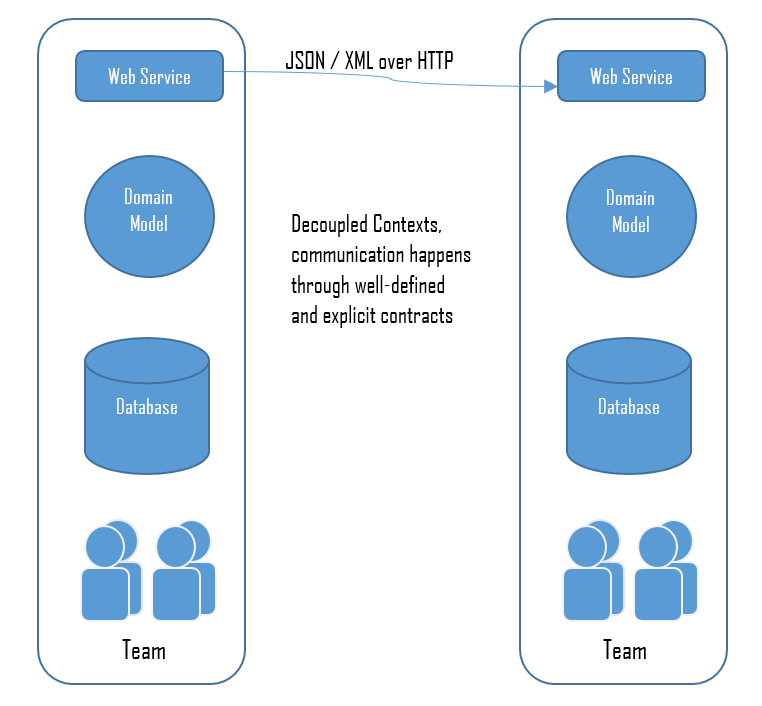 Web Service
JSON / XML over HTTP
Web Service
Domain
Model
Domain
Model
Decoupled Contexts,
communication happens
through well-defined
and explicit contracts
Database
Database
Team
Team